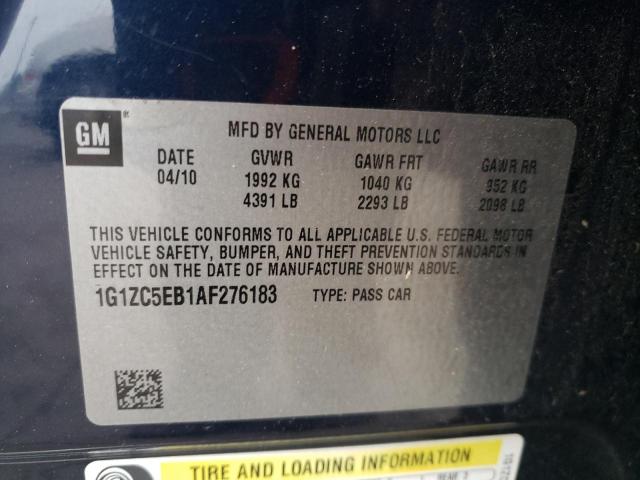 GM ®
MFD BY GENERAL MOTORS LLC
DATE GVWR GAWR FRT GAWR RR
04/10 1992 KG 1040 KG 952 KG
4391 LB 2293 LB 2098 LB
THIS VEHICLE CONFORMS TO ALL APPLICABLE U.S. FEDERAL MOTOR
VEHICLE SAFETY, BUMPER, AND THEFT PREVENTION STANDARDS IN
EFFECT ON THE DATE OF MANUFACTURE SHOWN ABOVE.
1G1ZC5EB1AF276183 TYPE: PASS CAR
TIRE AND LOADING INFORMATION